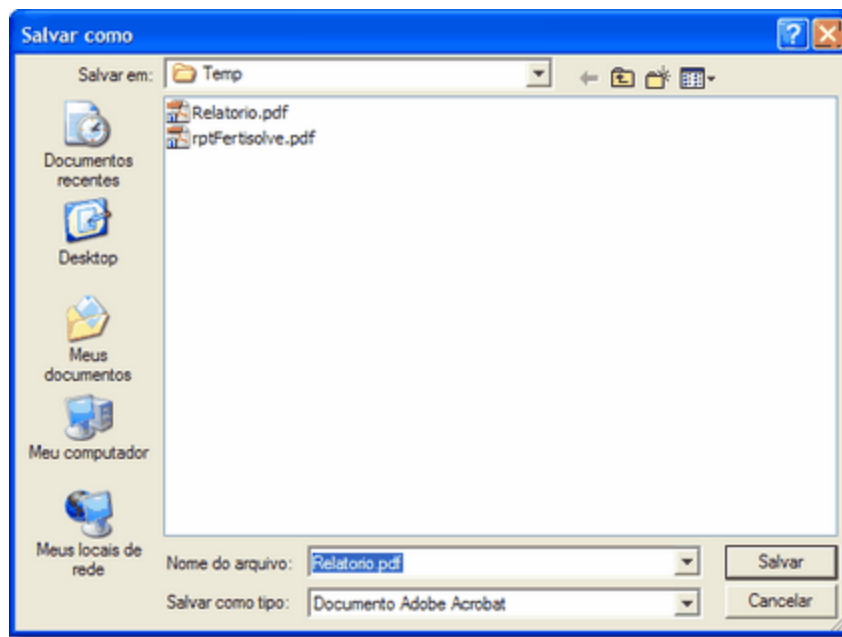 Salvar como
Salvar em:
Temp
Relatorio.pdf
rptFertisolve.pdf
Documentos
recentes
Desktop
Meus
documentos
Meu computador
Meus locais de
rede
Nome do arquivo:
Relatorio.pdf
Salvar
Salvar como tipo:
Documento Adobe Acrobat
Cancelar